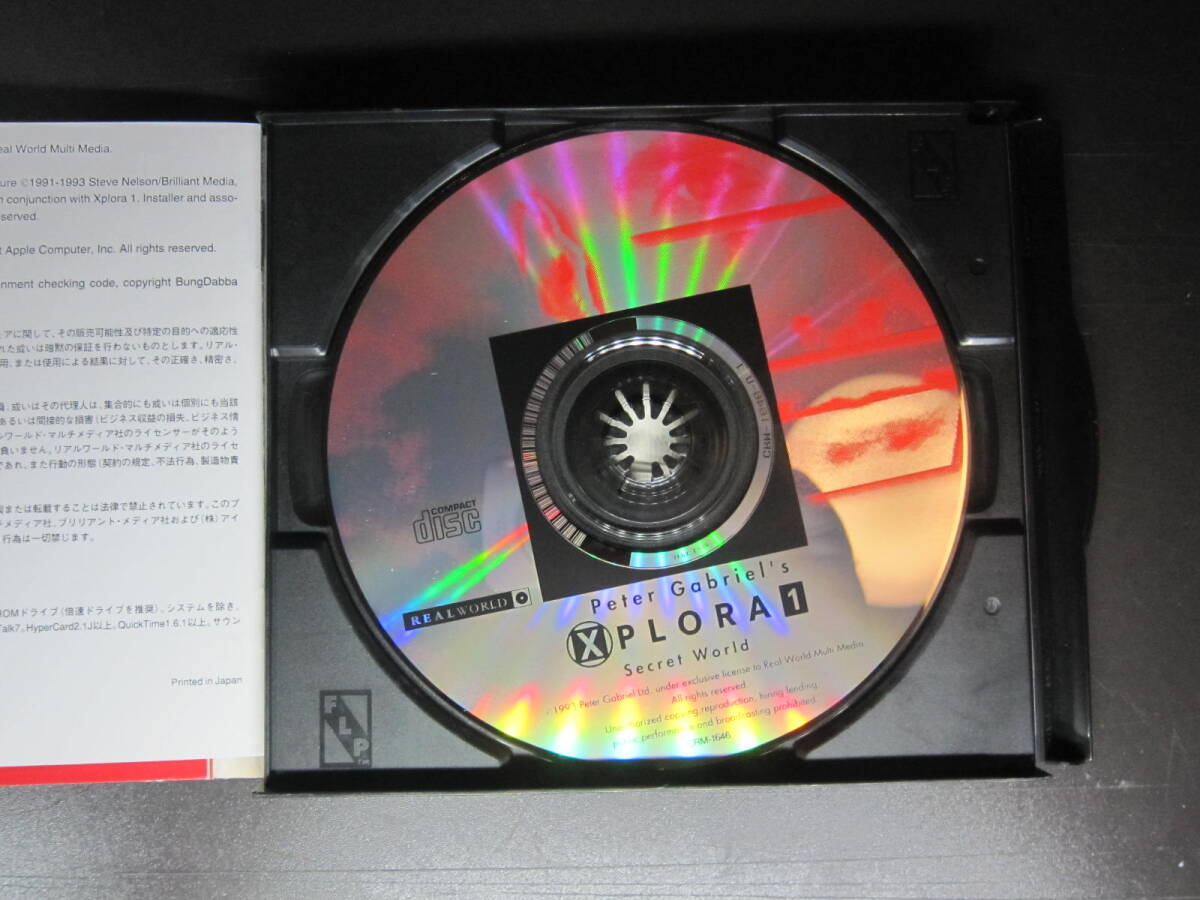 eal World Multi Media.
ure ©1991-1993 Steve Nelson/Brilliant Media,
n conjunction with Xplora 1. Installer and asso-
served.
t Apple Computer, Inc. All rights reserved.
nment checking code, copyright BungDabba
アに関して、その販売可能性及び特定の目的への適応性
れた或いは暗黙の保証を行わないものとします。リアル・
用、または使用による結果に対して、その正確さ、精密さ、
員、或いはその代理人は、集合的にも或いは個別にも当該
あるいは間接的な損害(ビジネス収益の損失、ビジネス情
ルワールド・マルチメディア社のライセンサーがそのよう
負いません。リアルワールド・マルチメディア社のライセ
であれ、また行動の形態(契約の規定、不法行為、製造物責
または転載することは法律で禁止されています。このプ
チメディア社、ブリリアント・メディア社および(株)アイ
行為は一切禁じます。
ROMドライブ(倍速ドライブを推奨)。システムを除き、
Talk7。HyperCard2.1J以上。QuickTime1.6.1以上。サウン
Printed in Japan
FLP
TM
COMPACT
disc
REALWORLD
Peter Gabriel's
XPLORA 1
Secret World
1993 Peter Gabriel Ltd. under exclusive license to Real World Multi Media
All rights reserved.
Unauthorized copying, reproduction, hiring, lending,
public performance and broadcasting prohibited.
CRM-1646